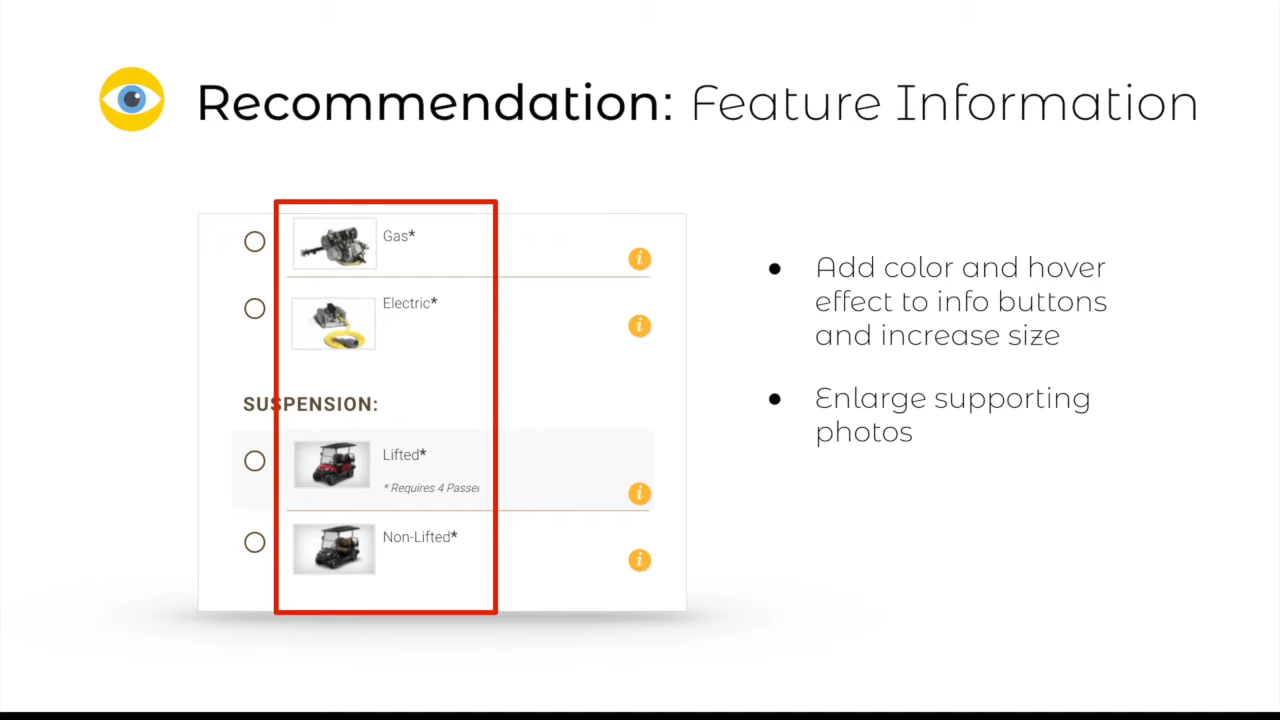 Recommendation: Feature Information
Gas*
i
Electric*
i
SUSPENSION:
Lifted*
* Requires 4 Passe
i
Non-Lifted*
i
● Add color and hover
effect to info buttons
and increase size
● Enlarge supporting
photos